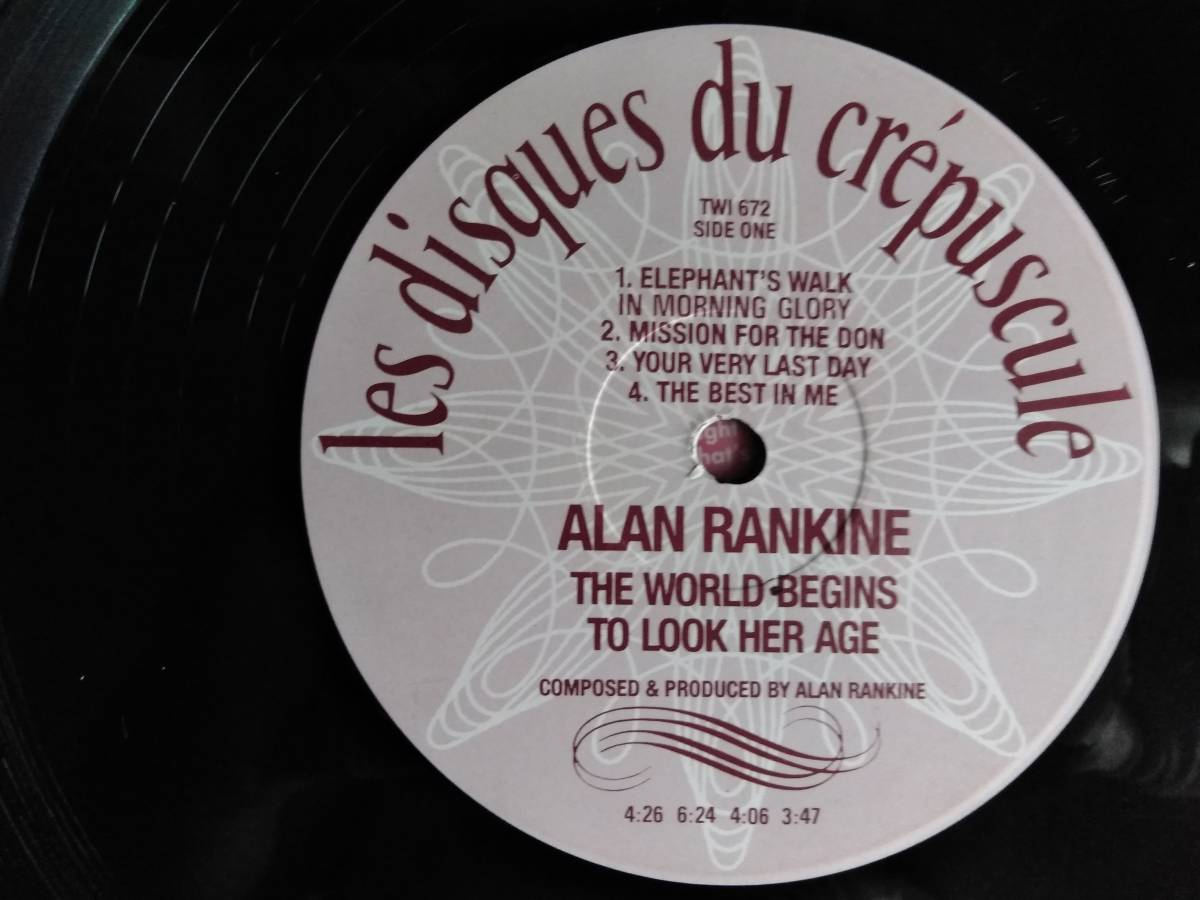 les disques du crépuscule
TWI 672
SIDE ONE
1. ELEPHANT'S WALK
IN MORNING GLORY
2. MISSION FOR THE DON
3. YOUR VERY LAST DAY
4. THE BEST IN ME
ALAN RANKINE
THE WORLD BEGINS
TO LOOK HER AGE
COMPOSED & PRODUCED BY ALAN RANKINE
4:26 6:24 4:06 3:47